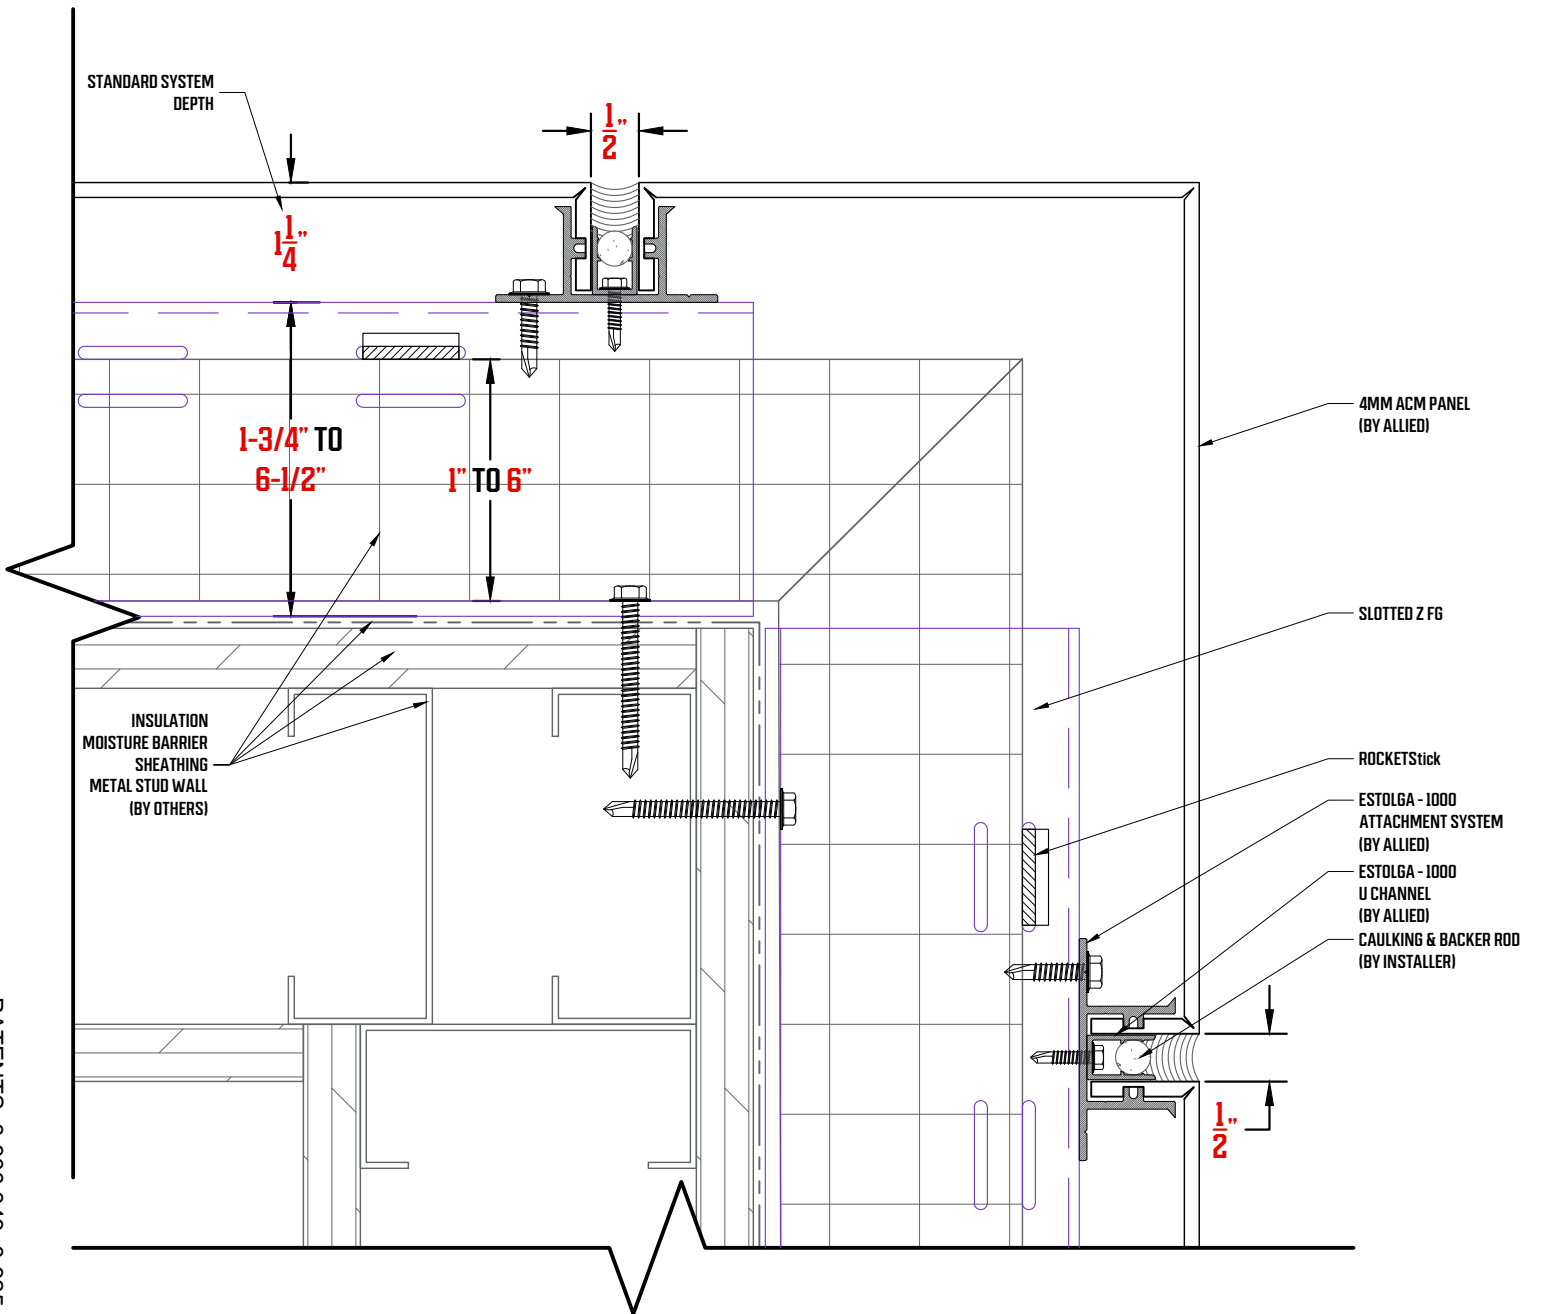 STANDARD SYSTEM
DEPTH
1/2"
1 1/4"
1-3/4" TO
6-1/2"
1" TO 6"
4MM ACM PANEL
(BY ALLIED)
SLOTTED Z FG
INSULATION
MOISTURE BARRIER
SHEATHING
METAL STUD WALL
(BY OTHERS)
ROCKETStick
ESTOLGA - 1000
ATTACHMENT SYSTEM
(BY ALLIED)
ESTOLGA - 1000
U CHANNEL
(BY ALLIED)
CAULKING & BACKER ROD
(BY INSTALLER)
1/2"